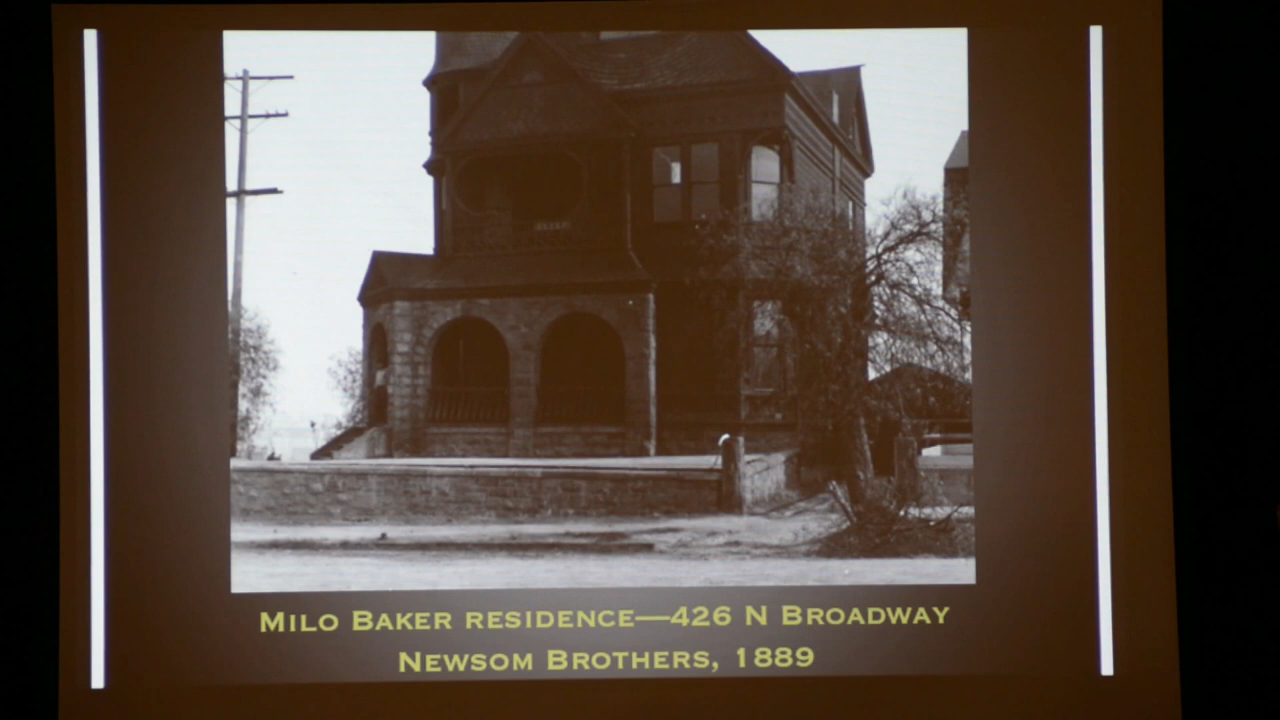 Milo Baker residence—426 N Broadway
Newsom Brothers, 1889